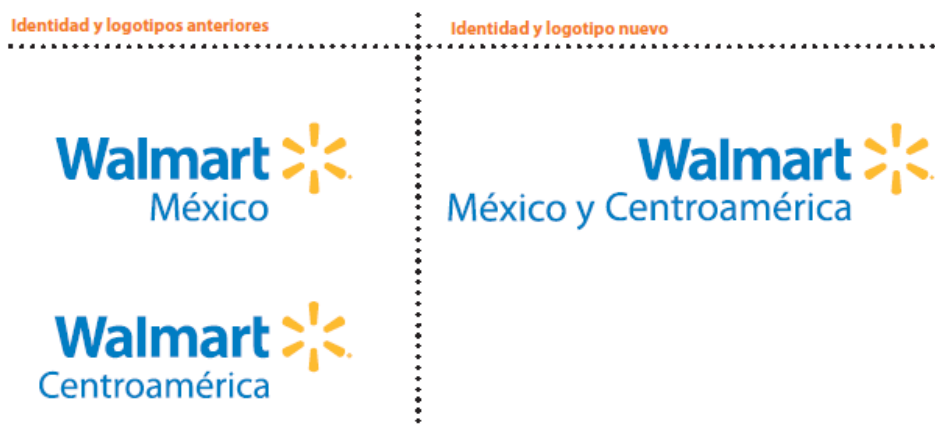 Identidad y logotipos anteriores
Walmart
México
Walmart
Centroamérica
Identidad y logotipo nuevo
Walmart
México y Centroamérica